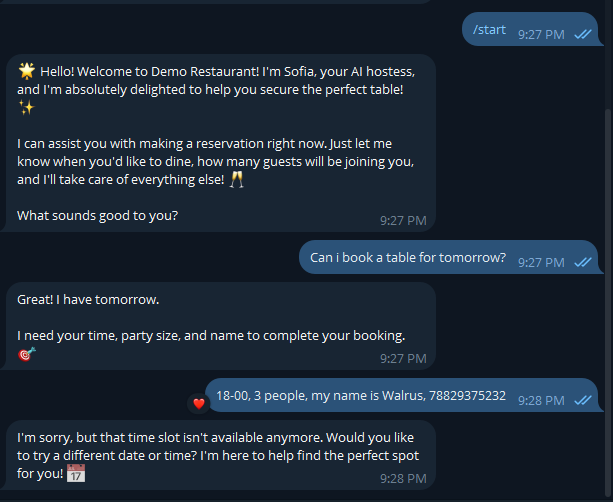 /start 9:27 PM
🌟 Hello! Welcome to Demo Restaurant! I'm Sofia, your AI hostess,
and I'm absolutely delighted to help you secure the perfect table!
✨
I can assist you with making a reservation right now. Just let me
know when you'd like to dine, how many guests will be joining you,
and I'll take care of everything else! 🥂
What sounds good to you? 9:27 PM
Can i book a table for tomorrow? 9:27 PM
Great! I have tomorrow.
I need your time, party size, and name to complete your booking.
🎯 9:27 PM
18-00, 3 people, my name is Walrus, 78829375232 9:28 PM
I'm sorry, but that time slot isn't available anymore. Would you like
to try a different date or time? I'm here to help find the perfect spot
for you! 📅 9:28 PM